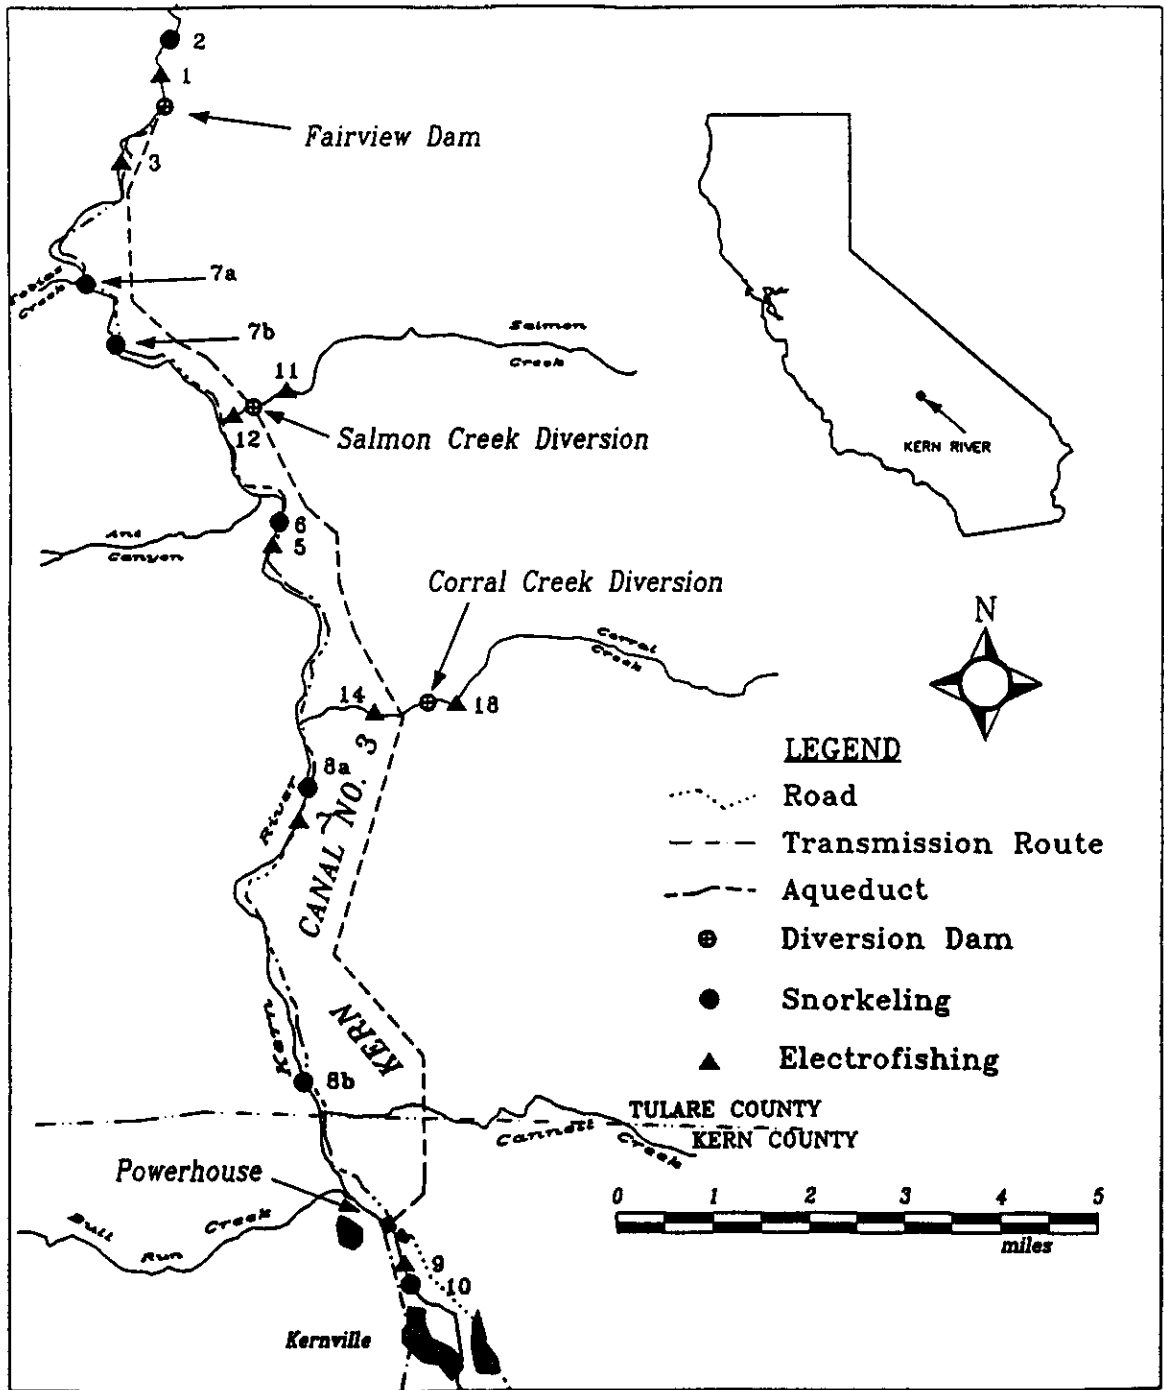 2
1
Fairview Dam
3
7a
Tobias
Creek
7b
Salmon
Creek
11
12
Salmon Creek Diversion
KERN RIVER
6
5
Ant
Canyon
Corral Creek Diversion
Corral
Creek
14
18
N
8a
7
River
KERN CANAL NO. 3
Kern
8b
LEGEND
Road
Transmission Route
Aqueduct
Diversion Dam
Snorkeling
Electrofishing
TULARE COUNTY
KERN COUNTY
Cannell
Creek
Powerhouse
Bull
Run
Creek
0 1 2 3 4 5
miles
9
10
Kernville